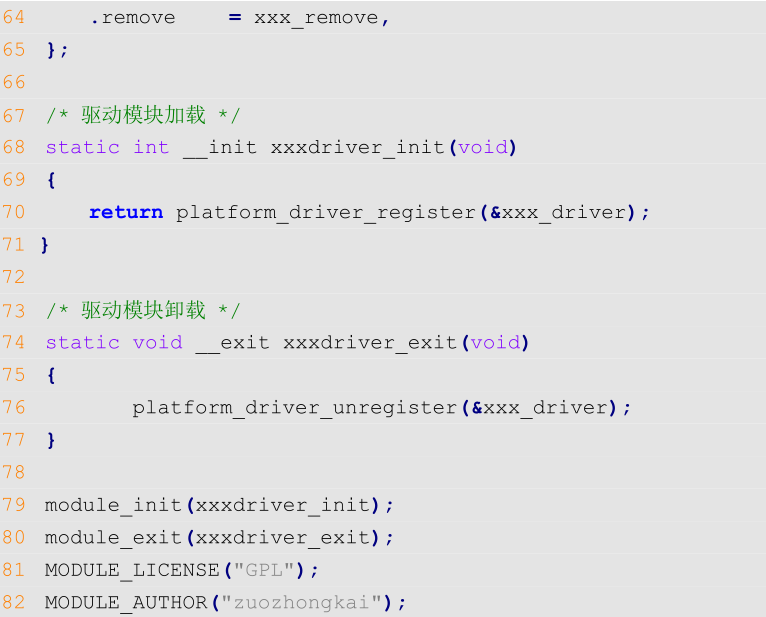 64     .remove    = xxx_remove,
65 };
66
67 /* 驱动模块加载 */
68 static int __init xxxdriver_init(void)
69 {
70     return platform_driver_register(&xxx_driver);
71 }
72
73 /* 驱动模块卸载 */
74 static void __exit xxxdriver_exit(void)
75 {
76         platform_driver_unregister(&xxx_driver);
77 }
78
79 module_init(xxxdriver_init);
80 module_exit(xxxdriver_exit);
81 MODULE_LICENSE("GPL");
82 MODULE_AUTHOR("zuozhongkai");